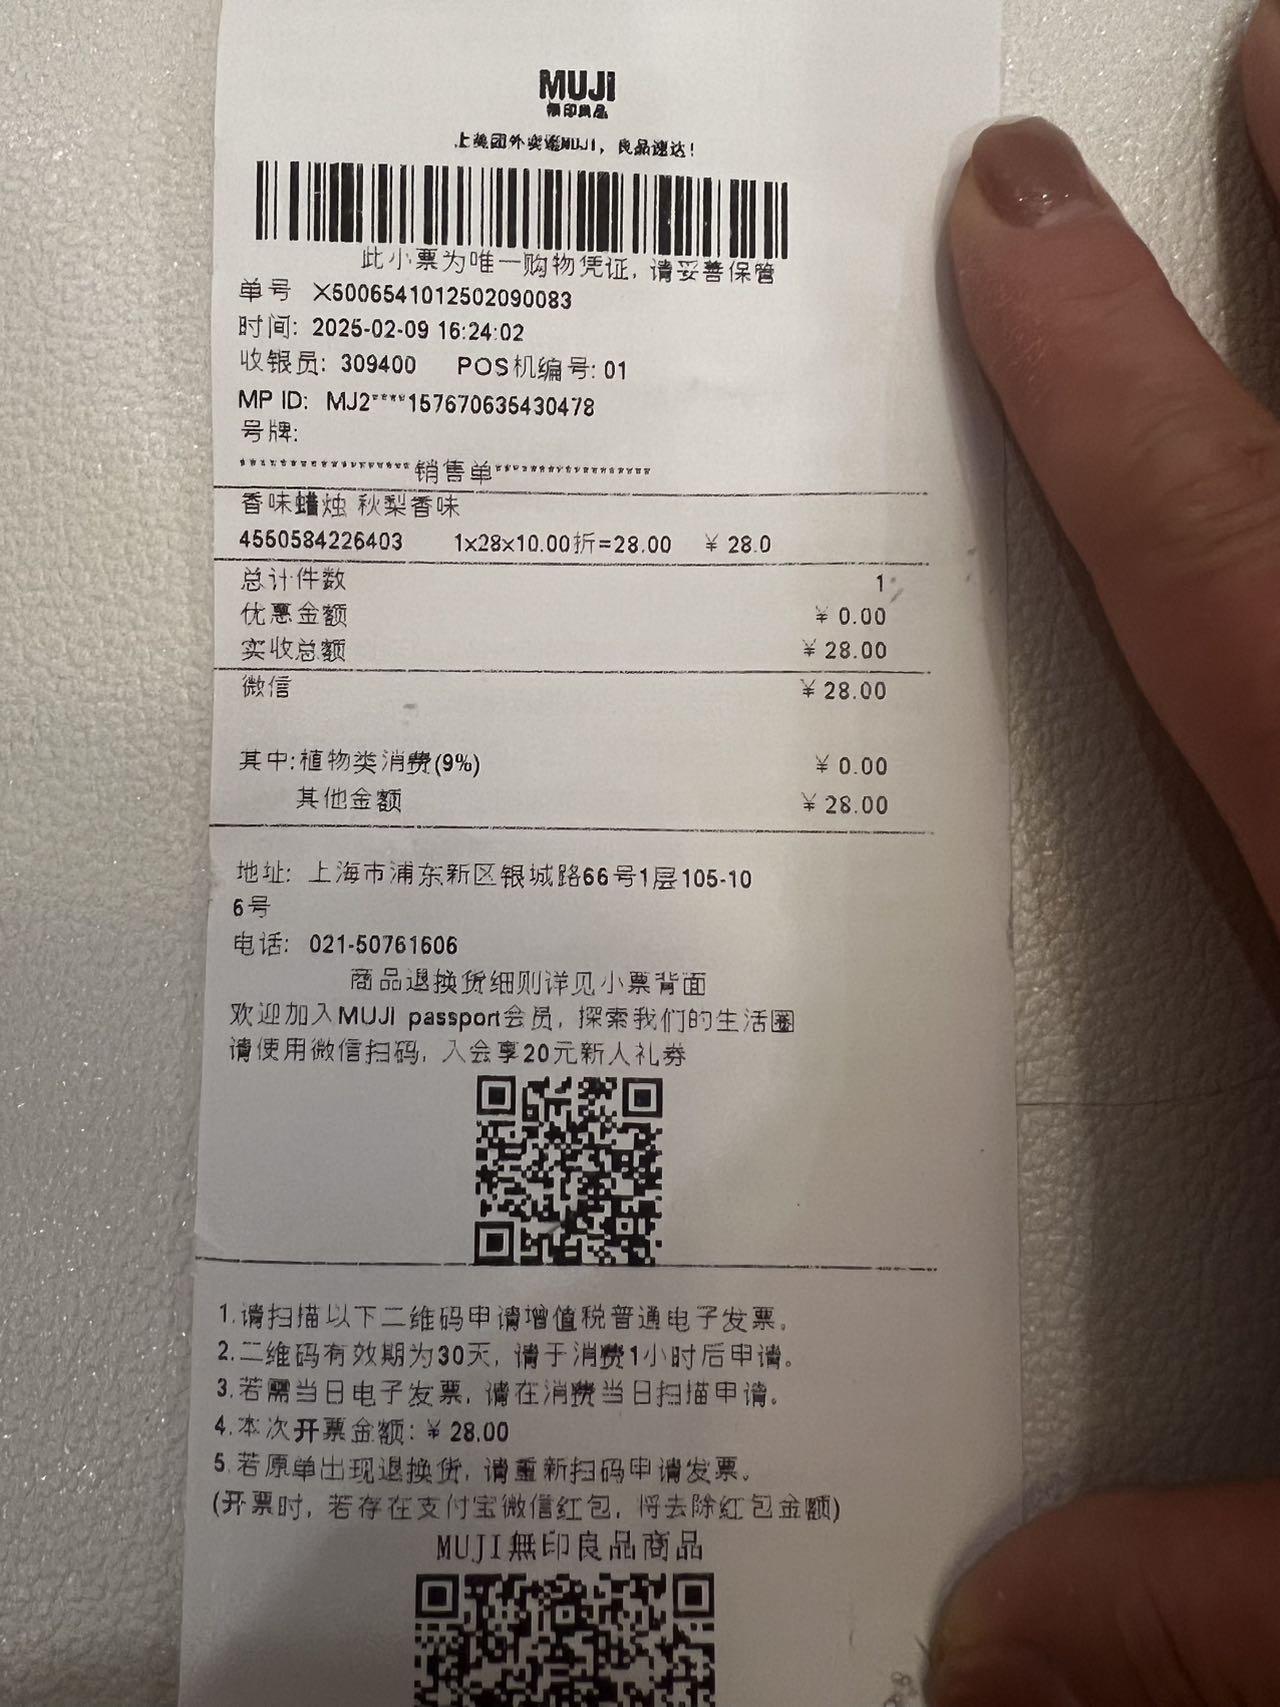 MUJI
無印良品
上美团外卖逛MUJI，良品速达！
此小票为唯一购物凭证, 请妥善保管
单号 X5006541012502090083
时间: 2025-02-09 16:24:02
收银员: 309400 POS机编号: 01
MP ID: MJ2****157670635430478
号牌:
******************销售单******************
香味蜡烛 秋梨香味
4550584226403 1x28x10.00折=28.00 ¥ 28.0
总计件数 1
优惠金额 ¥ 0.00
实收总额 ¥ 28.00
微信 ¥ 28.00
其中:植物类消费(9%) ¥ 0.00
其他金额 ¥ 28.00
地址: 上海市浦东新区银城路66号1层105-10
6号
电话: 021-50761606
商品退换货细则详见小票背面
欢迎加入MUJI passport会员, 探索我们的生活圈
请使用微信扫码, 入会享20元新人礼券
1.请扫描以下二维码申请增值税普通电子发票。
2.二维码有效期为30天, 请于消费1小时后申请。
3.若需当日电子发票, 请在消费当日扫描申请。
4.本次开票金额: ¥ 28.00
5.若原单出现退换货, 请重新扫码申请发票。
(开票时, 若存在支付宝微信红包, 将去除红包金额)
MUJI無印良品商品